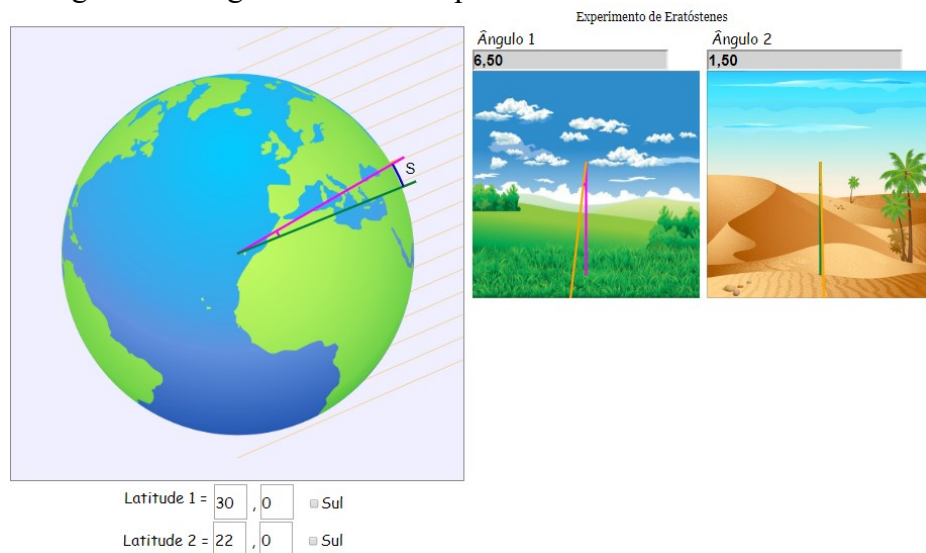 Experimento de Eratóstenes
Ângulo 1
6,50
Ângulo 2
1,50
S
Latitude 1 = 30 , 0 Sul
Latitude 2 = 22 , 0 Sul